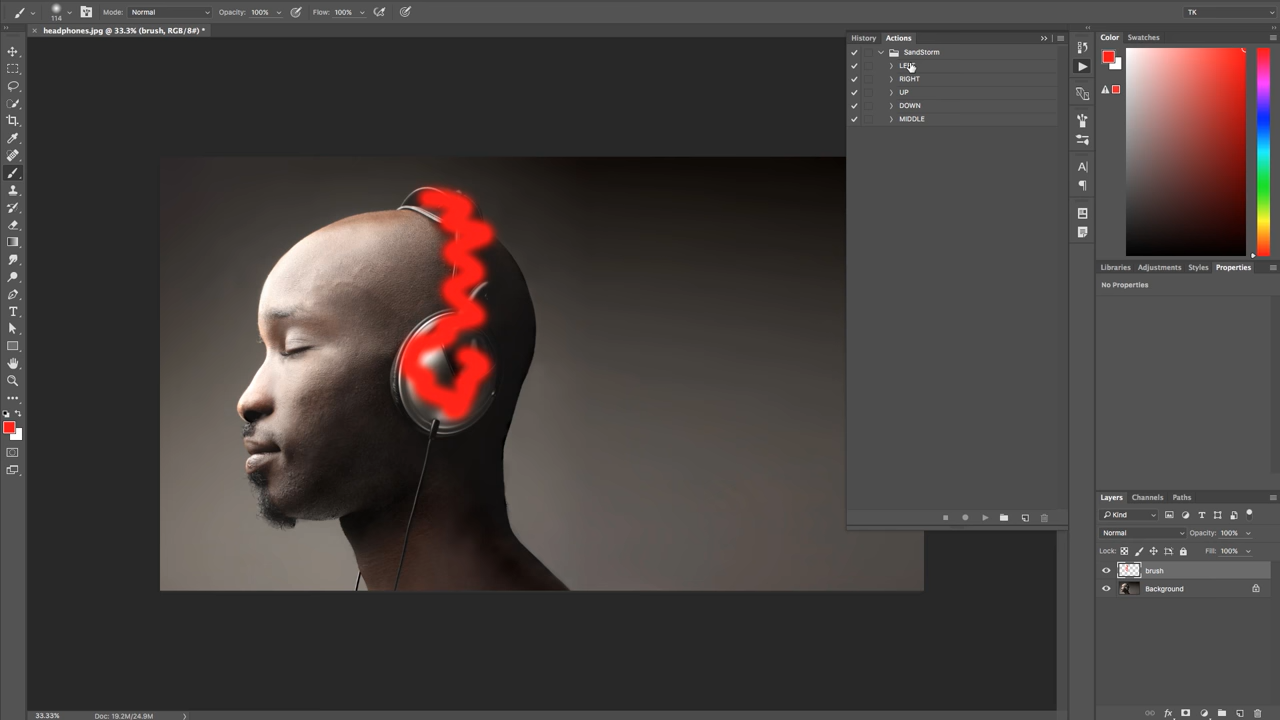 114
Mode: Normal
Opacity: 100%
Flow: 100%
TK
headphones.jpg @ 33.3% (brush, RGB/8#) *
History
Actions
SandStorm
LEFT
RIGHT
UP
DOWN
MIDDLE
Color
Swatches
Libraries
Adjustments
Styles
Properties
No Properties
Layers
Channels
Paths
Kind
Normal
Opacity: 100%
Lock:
Fill: 100%
brush
Background
33.33%
Doc: 19.2M/24.9M